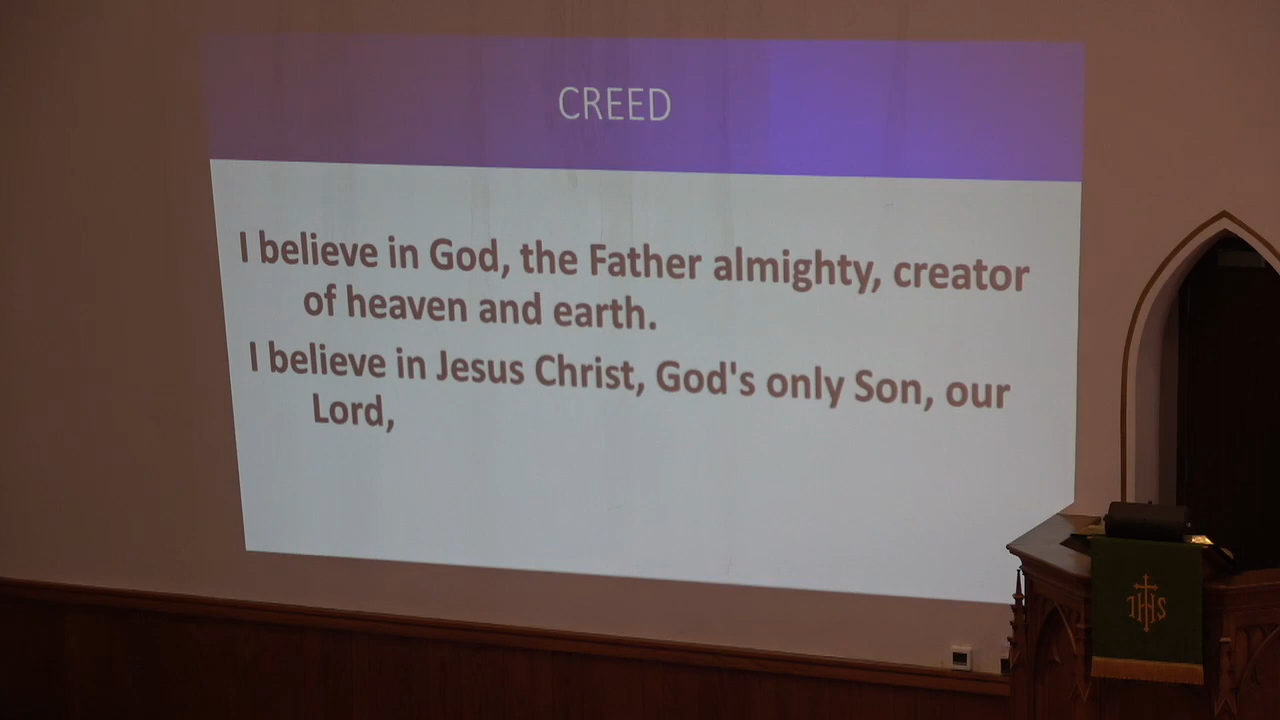 CREED
I believe in God, the Father almighty, creator
of heaven and earth.
I believe in Jesus Christ, God's only Son, our
Lord,
IHS